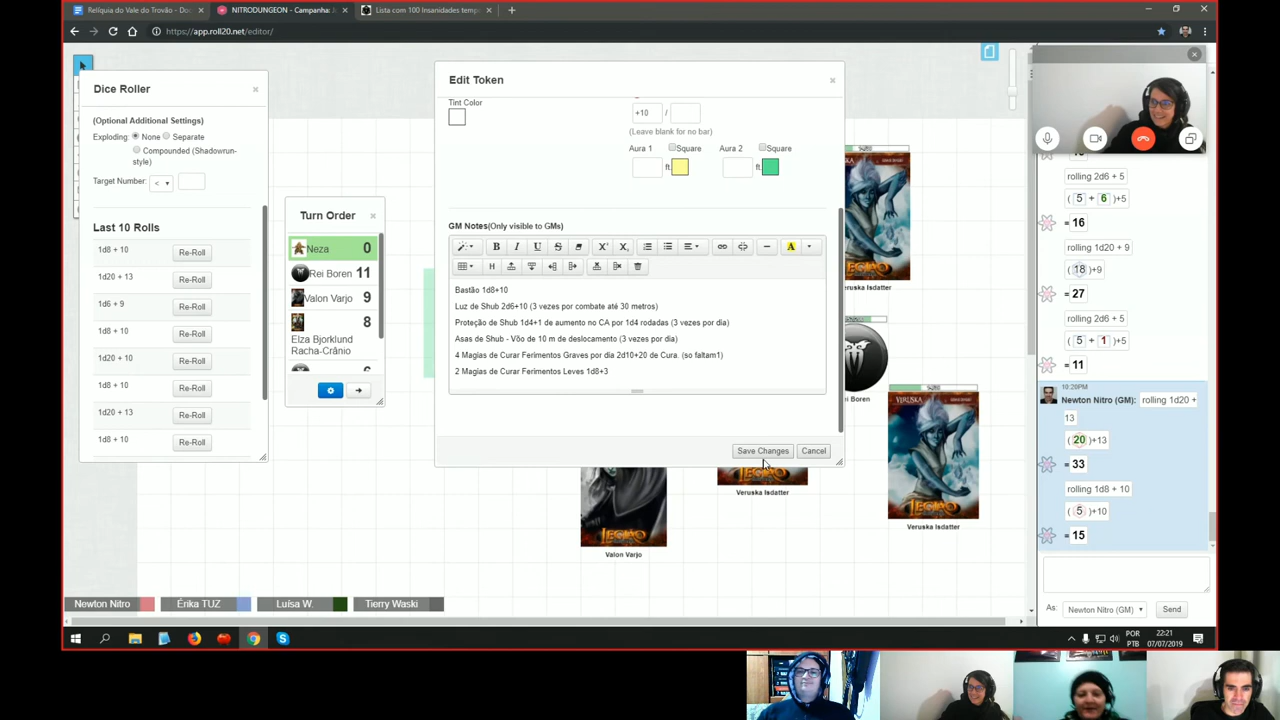 Relíquia do Vale do Trovão - Doc
NITRODUNGEON - Campanha: J
Lista com 100 Insanidades temp
https://app.roll20.net/editor/
Dice Roller
(Optional Additional Settings)
Exploding: None Separate
Compounded (Shadowrun-
style)
Target Number: <
Last 10 Rolls
1d8 + 10 Re-Roll
1d20 + 13 Re-Roll
1d6 + 9 Re-Roll
1d8 + 10 Re-Roll
1d20 + 10 Re-Roll
1d8 + 10 Re-Roll
1d20 + 13 Re-Roll
1d8 + 10 Re-Roll
Turn Order
Neza 0
Rei Boren 11
Valon Varjo 9
8
Elza Bjorklund
Racha-Crânio
Edit Token
Tint Color
+10 /
(Leave blank for no bar)
Aura 1 Square Aura 2 Square
ft. ft.
GM Notes(Only visible to GMs)
Bastão 1d8+10
Luz de Shub 2d6+10 (3 vezes por combate até 30 metros)
Proteção de Shub 1d4+1 de aumento no CA por 1d4 rodadas (3 vezes por dia)
Asas de Shub - Vôo de 10 m de deslocamento (3 vezes por dia)
4 Magias de Curar Ferimentos Graves por dia 2d10+20 de Cura. (so faltam1)
2 Magias de Curar Ferimentos Leves 1d8+3
Save Changes Cancel
VERUSKA
LEGIÃO
Veruska Isdatter
ei Boren
VERUSKA
LEGIÃO
Veruska Isdatter
Veruska Isdatter
LEGIÃO
Valon Varjo
rolling 2d6 + 5
( 5 + 6 )+5
= 16
rolling 1d20 + 9
( 18 )+9
= 27
rolling 2d6 + 5
( 5 + 1 )+5
= 11
10:20PM
Newton Nitro (GM): rolling 1d20 +
13
( 20 )+13
= 33
rolling 1d8 + 10
( 5 )+10
= 15
As: Newton Nitro (GM) Send
Newton Nitro Érika TUZ Luísa W. Tierry Waski
POR
PTB
22:21
07/07/2019